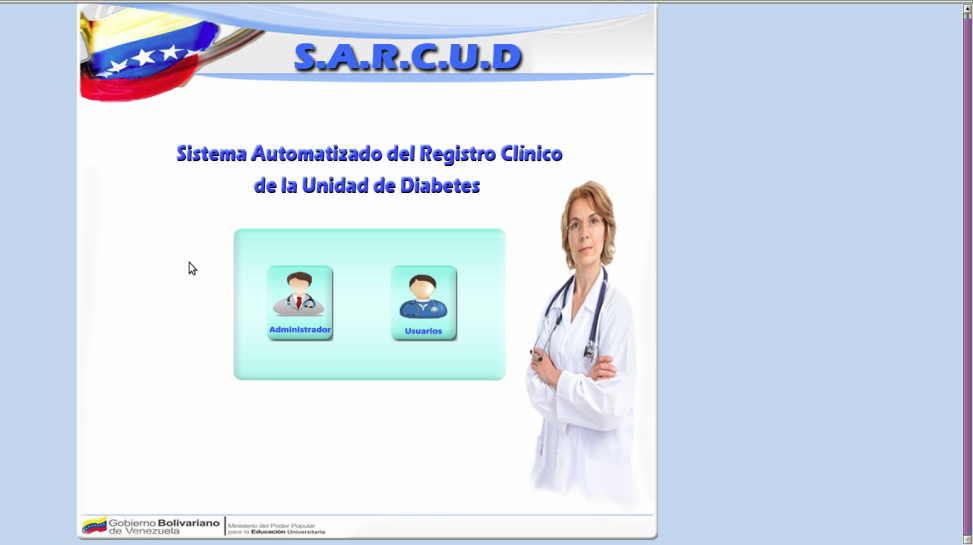 S.A.R.C.U.D
Sistema Automatizado del Registro Clínico
de la Unidad de Diabetes
Administrador
Usuarios
Gobierno Bolivariano
de Venezuela
Ministerio del Poder Popular
para la Educación Universitaria